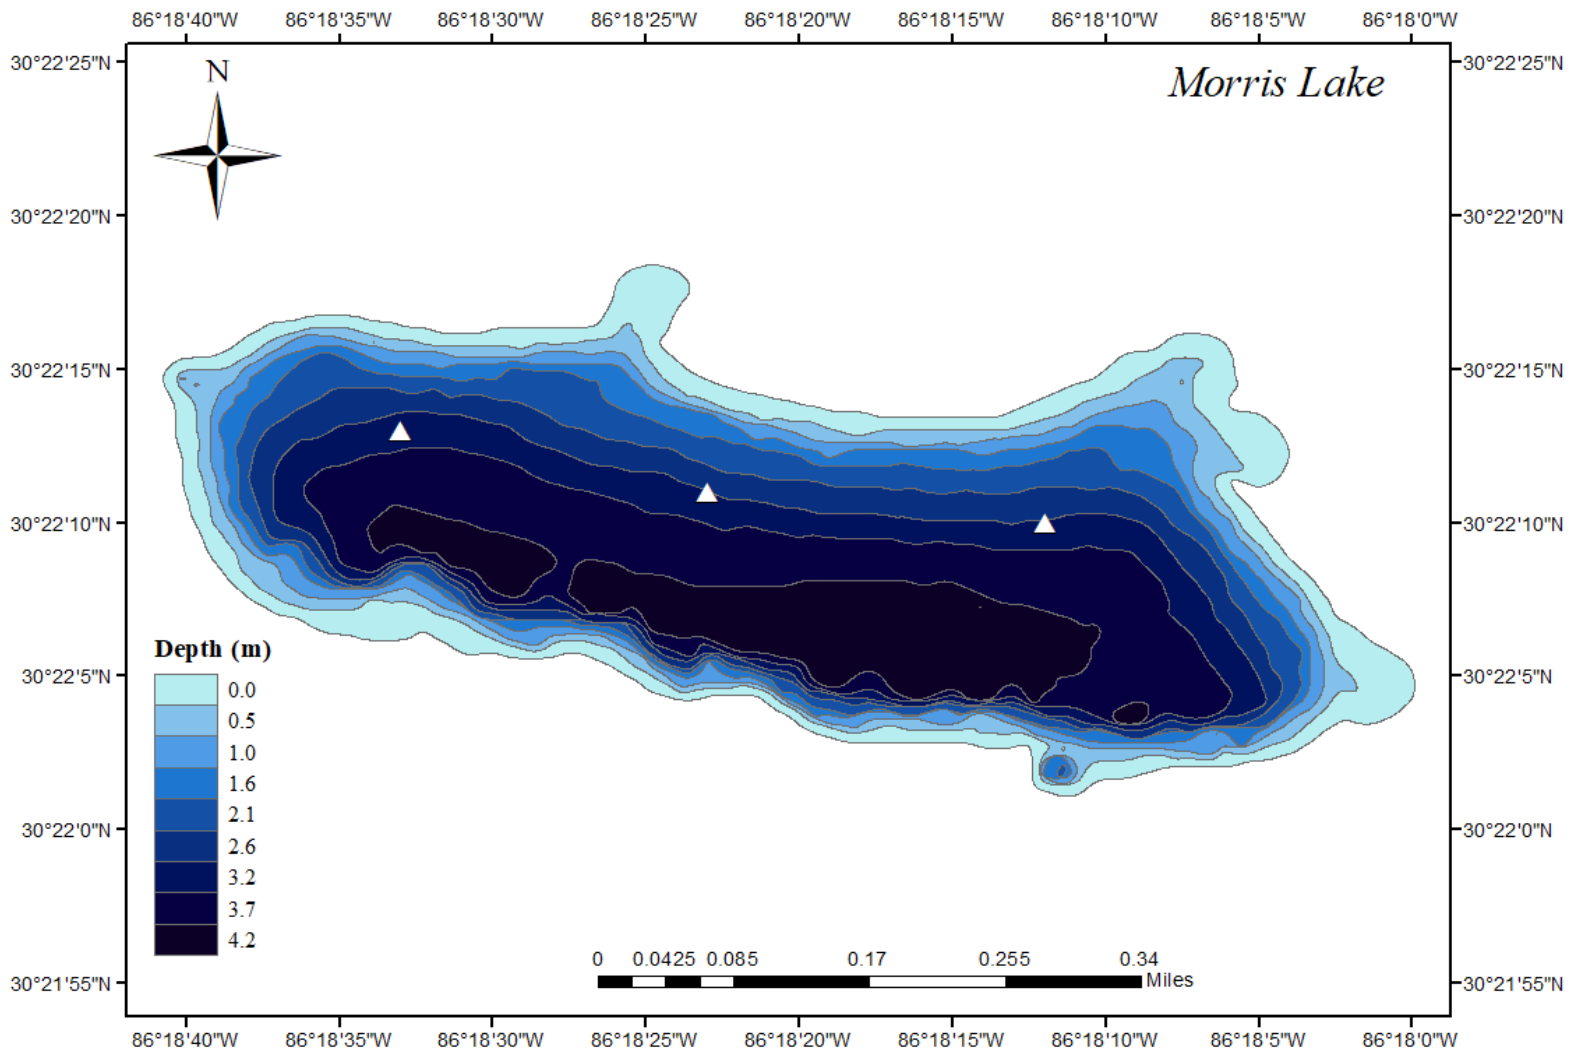 86°18'40"W 86°18'35"W 86°18'30"W 86°18'25"W 86°18'20"W 86°18'15"W 86°18'10"W 86°18'5"W 86°18'0"W
30°22'25"N 30°22'25"N
N
Morris Lake
30°22'20"N 30°22'20"N
30°22'15"N 30°22'15"N
30°22'10"N 30°22'10"N
30°22'5"N 30°22'5"N
Depth (m)
0.0
0.5
1.0
1.6
2.1
2.6
3.2
3.7
4.2
30°22'0"N 30°22'0"N
0 0.0425 0.085 0.17 0.255 0.34
Miles
30°21'55"N 30°21'55"N
86°18'40"W 86°18'35"W 86°18'30"W 86°18'25"W 86°18'20"W 86°18'15"W 86°18'10"W 86°18'5"W 86°18'0"W